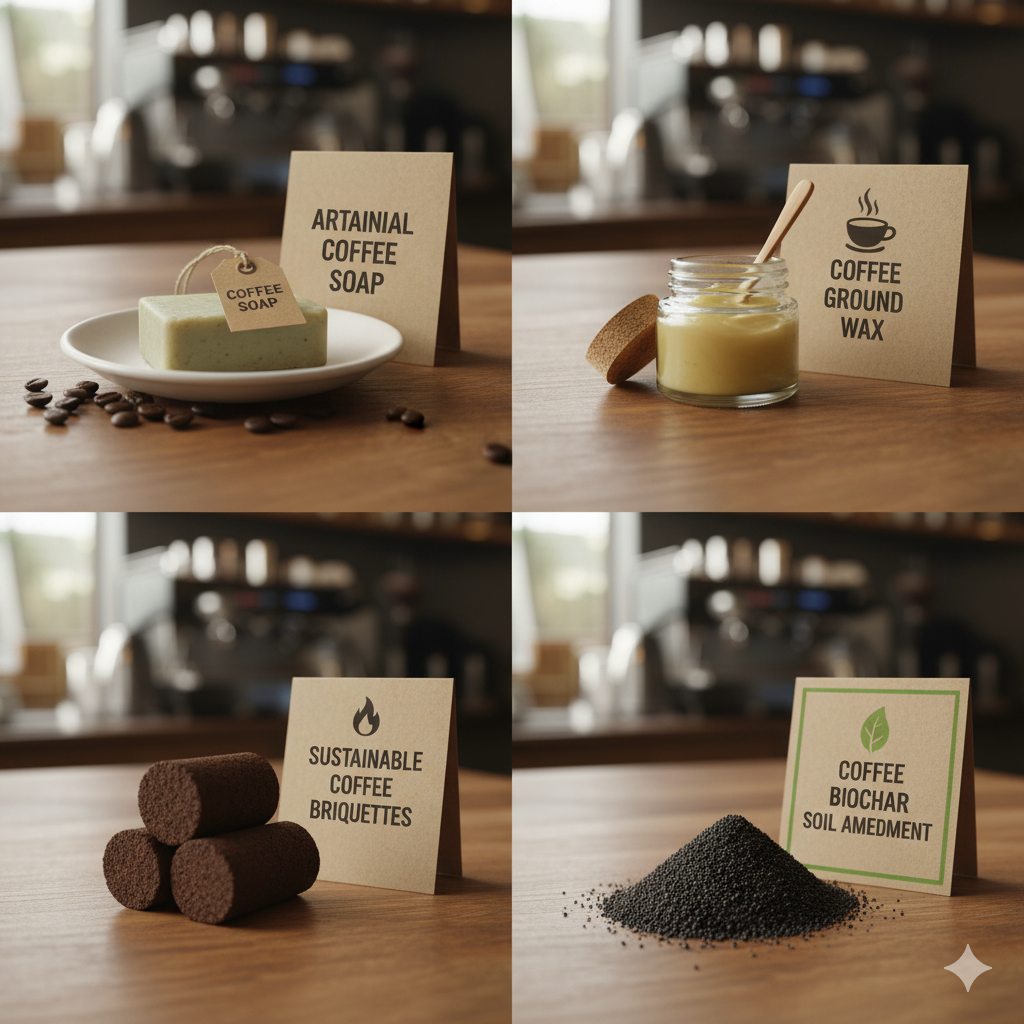 ARTAINIAL
COFFEE
SOAP
COFFEE
SOAP
COFFEE
GROUND
WAX
SUSTAINABLE
COFFEE
BRIQUETTES
COFFEE
BIOCHAR
SOIL AMEDMENT